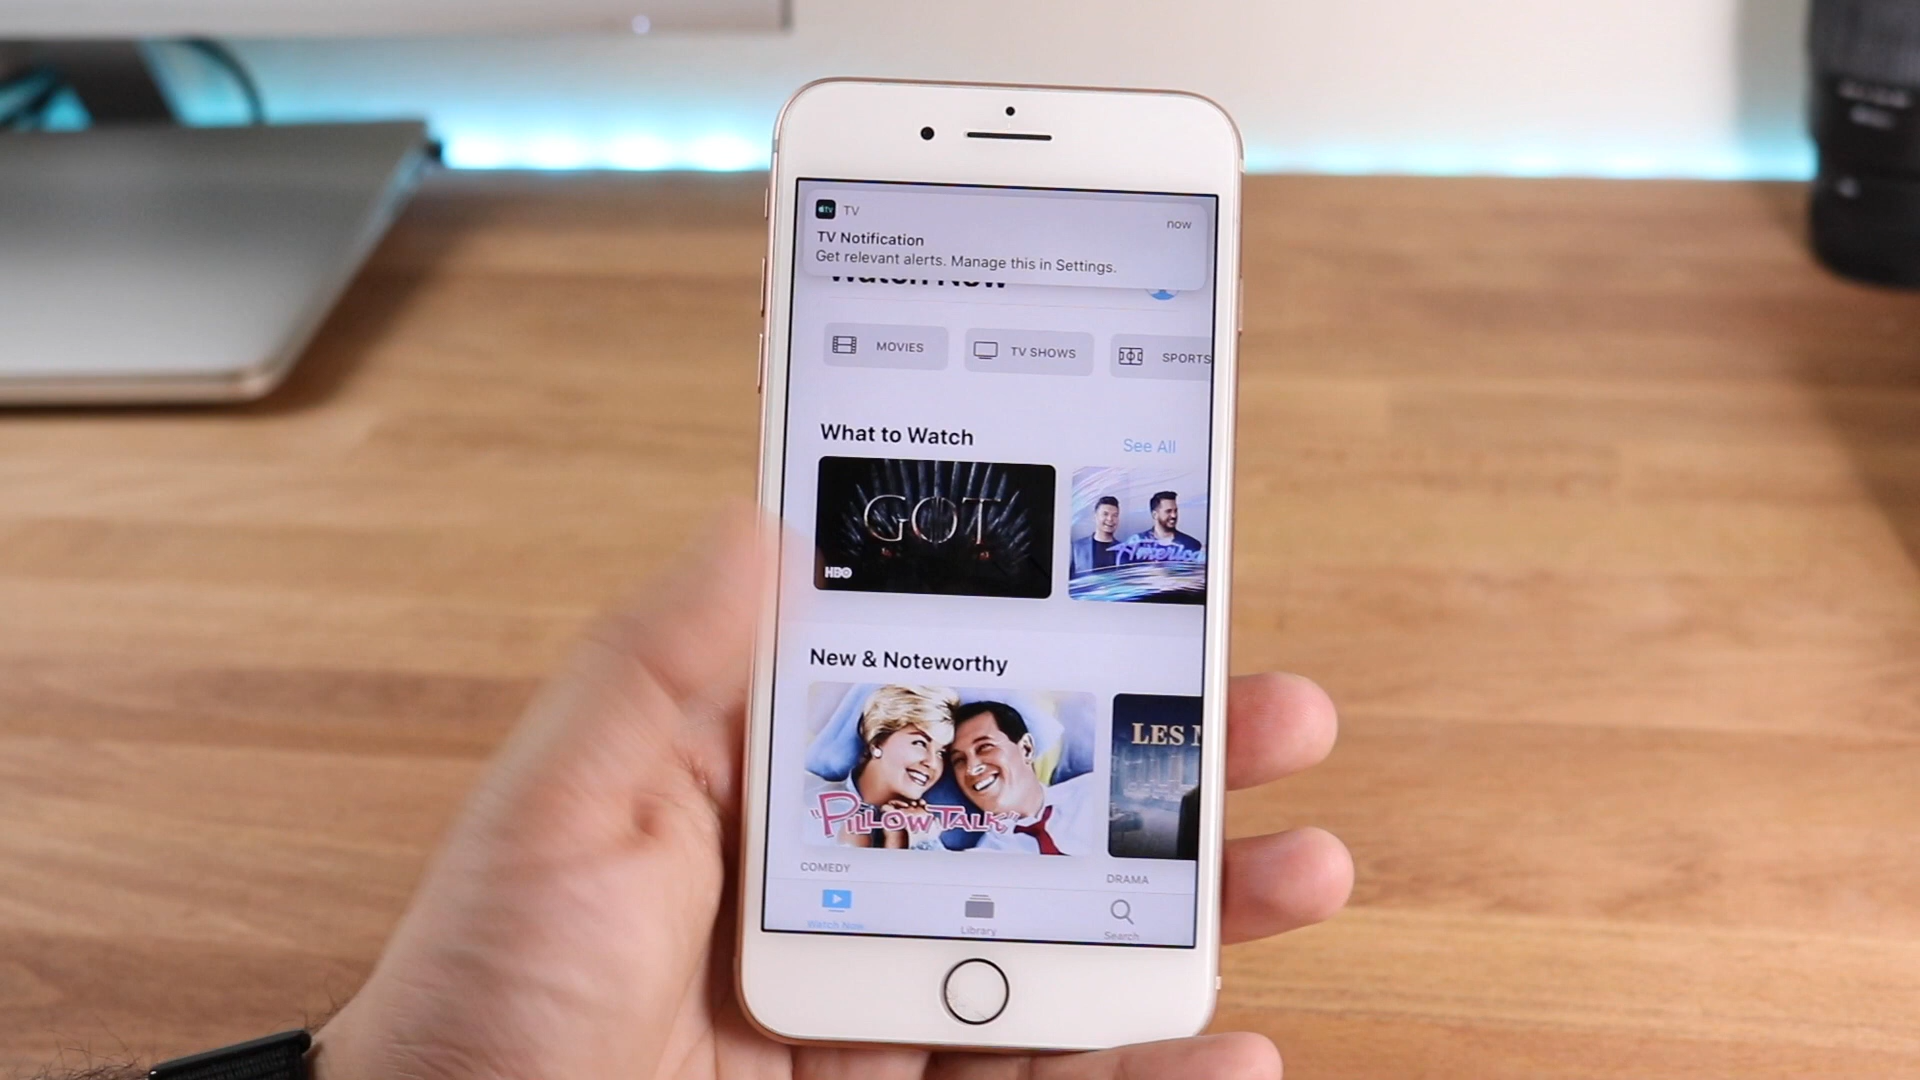 TV
now
TV Notification
Get relevant alerts. Manage this in Settings.
Watch Now
MOVIES
TV SHOWS
SPORTS
What to Watch
See All
GOT
HBO
America
New & Noteworthy
"PILLOW TALK"
LES
COMEDY
DRAMA
Watch Now
Library
Search